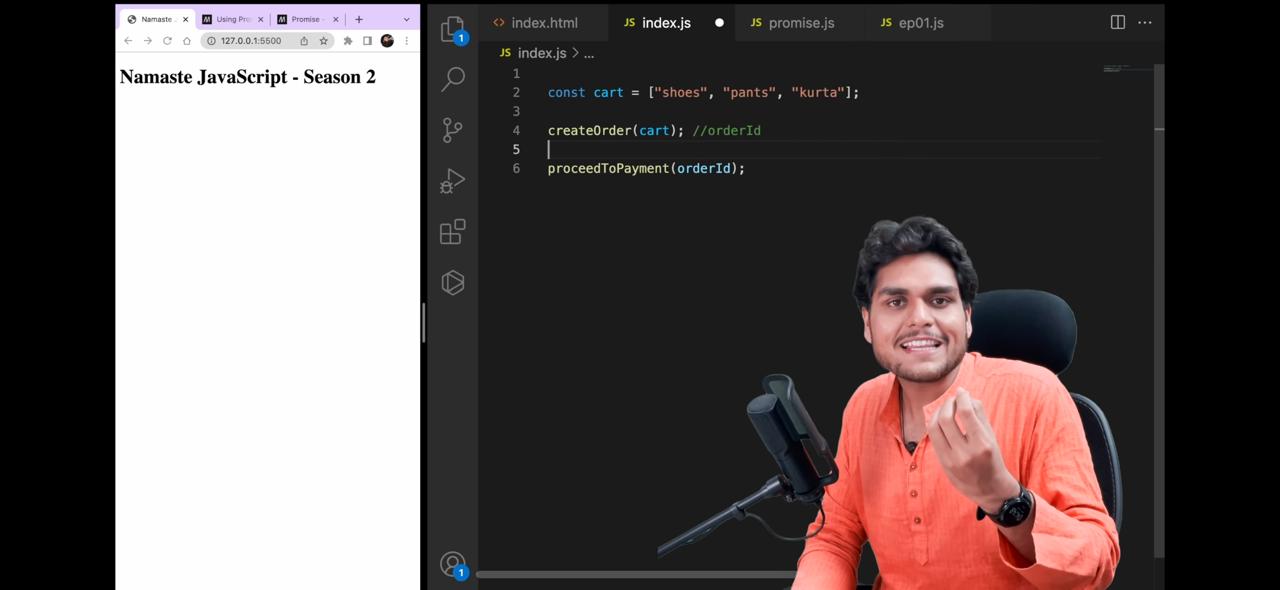 Namaste
Using Pro
Promise -
127.0.0.1:5500
Namaste JavaScript - Season 2
1
1
<> index.html
JS index.js
JS promise.js
JS ep01.js
JS index.js > ...
1
2 const cart = ["shoes", "pants", "kurta"];
3
4 createOrder(cart); //orderId
5
6 proceedToPayment(orderId);